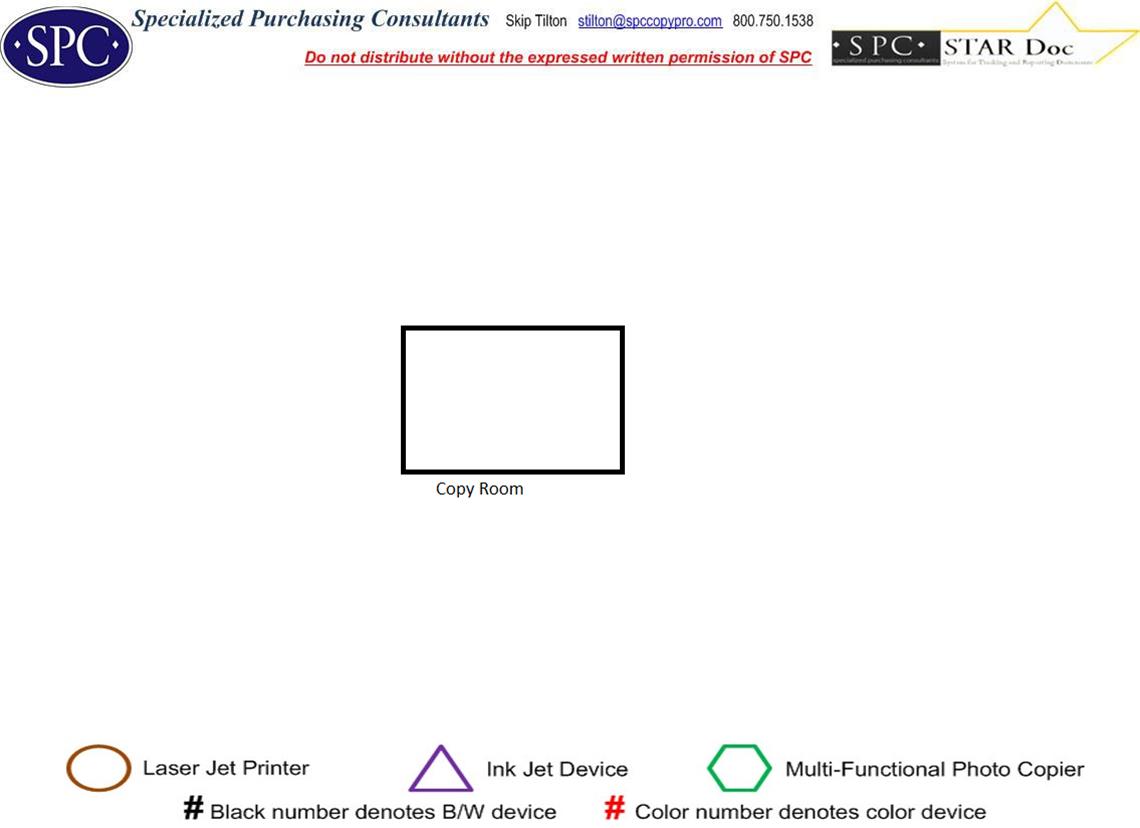 SPC Specialized Purchasing Consultants Skip Tilton stilton@spccopypro.com 800.750.1538
Do not distribute without the expressed written permission of SPC
·SPC· STAR Doc
specialized purchasing consultants System for Tracking and Reporting Documents
Copy Room
Laser Jet Printer Ink Jet Device Multi-Functional Photo Copier
# Black number denotes B/W device # Color number denotes color device